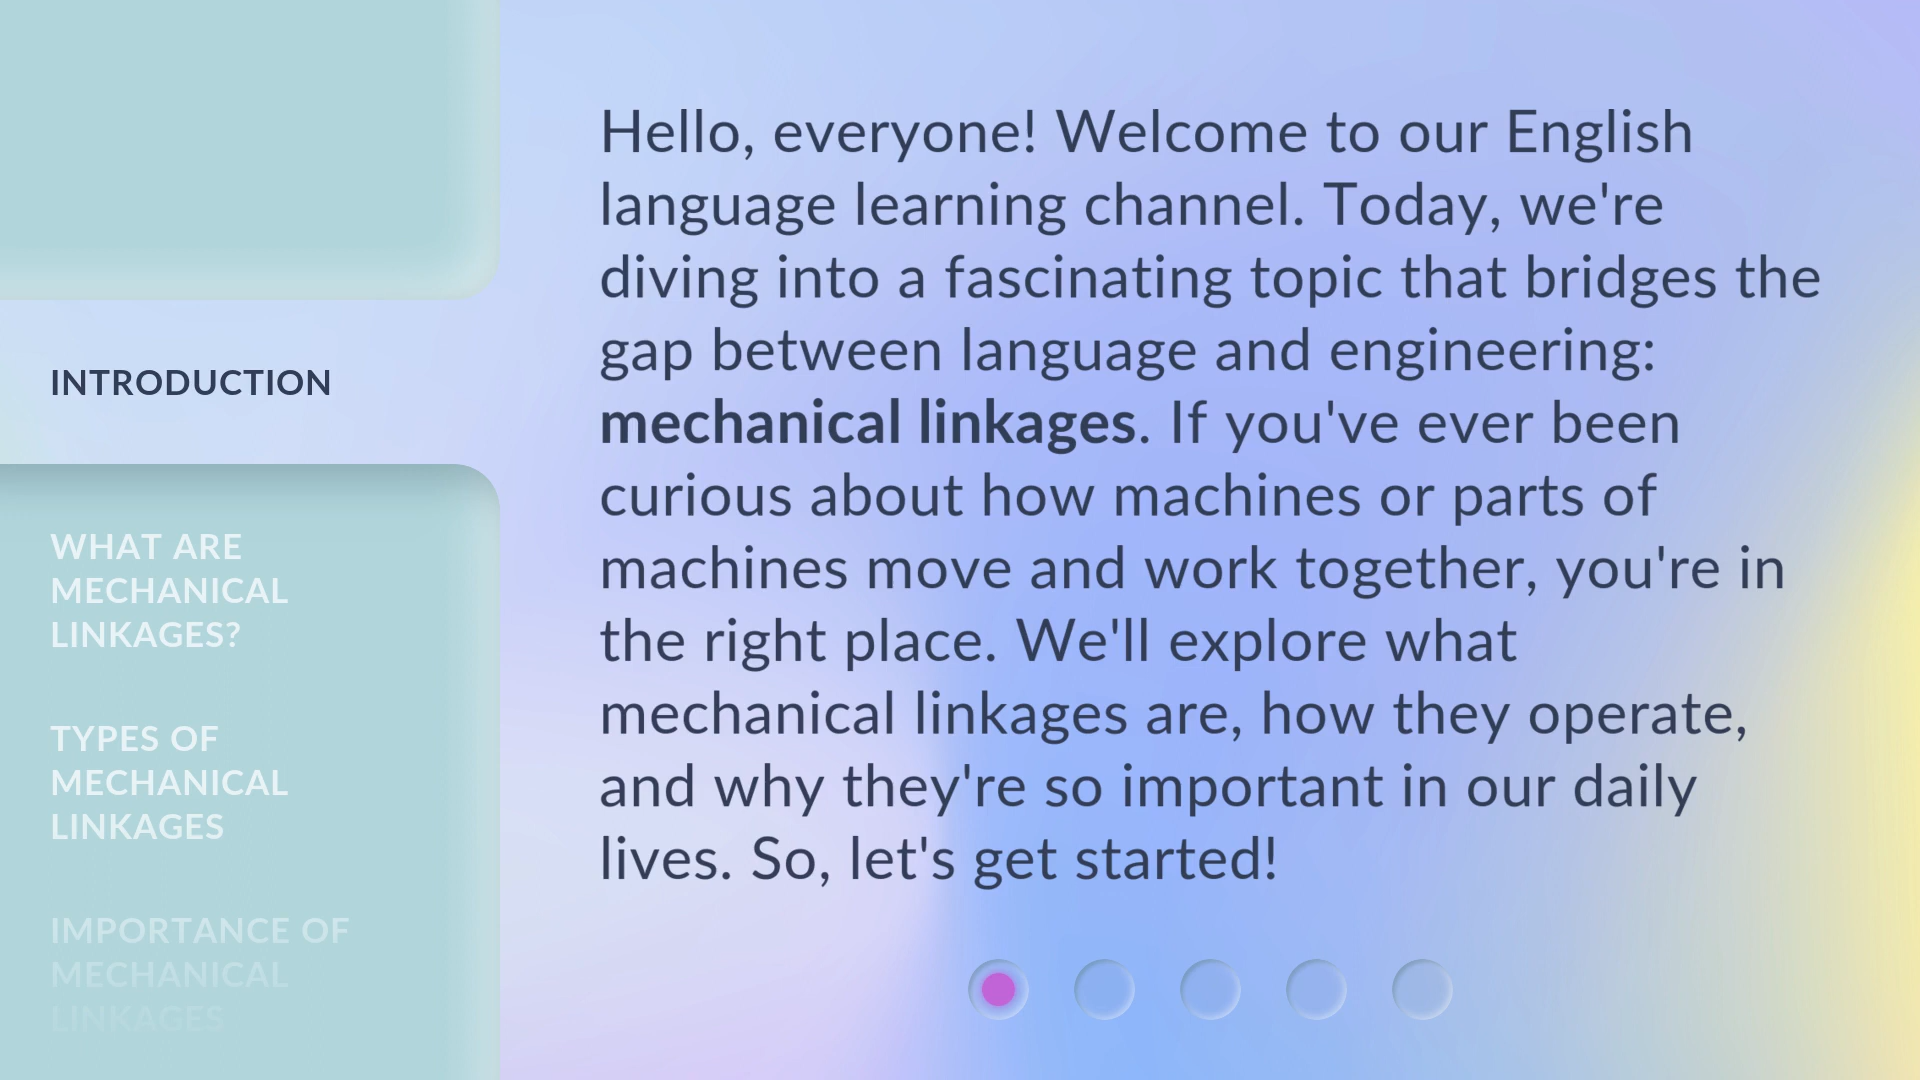 INTRODUCTION
WHAT ARE
MECHANICAL
LINKAGES?
TYPES OF
MECHANICAL
LINKAGES
IMPORTANCE OF
MECHANICAL
LINKAGES
Hello, everyone! Welcome to our English
language learning channel. Today, we're
diving into a fascinating topic that bridges the
gap between language and engineering:
mechanical linkages. If you've ever been
curious about how machines or parts of
machines move and work together, you're in
the right place. We'll explore what
mechanical linkages are, how they operate,
and why they're so important in our daily
lives. So, let's get started!